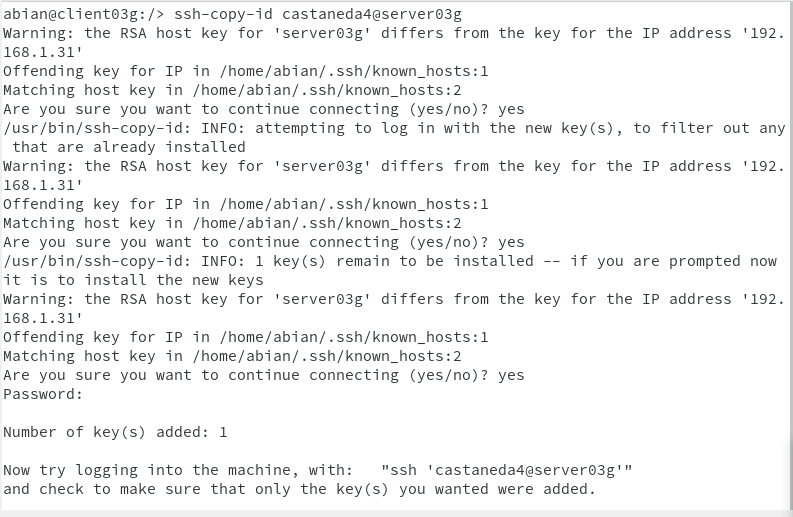 abian@client03g:/> ssh-copy-id castaneda4@server03g
Warning: the RSA host key for 'server03g' differs from the key for the IP address '192.
168.1.31'
Offending key for IP in /home/abian/.ssh/known_hosts:1
Matching host key in /home/abian/.ssh/known_hosts:2
Are you sure you want to continue connecting (yes/no)? yes
/usr/bin/ssh-copy-id: INFO: attempting to log in with the new key(s), to filter out any
 that are already installed
Warning: the RSA host key for 'server03g' differs from the key for the IP address '192.
168.1.31'
Offending key for IP in /home/abian/.ssh/known_hosts:1
Matching host key in /home/abian/.ssh/known_hosts:2
Are you sure you want to continue connecting (yes/no)? yes
/usr/bin/ssh-copy-id: INFO: 1 key(s) remain to be installed -- if you are prompted now
it is to install the new keys
Warning: the RSA host key for 'server03g' differs from the key for the IP address '192.
168.1.31'
Offending key for IP in /home/abian/.ssh/known_hosts:1
Matching host key in /home/abian/.ssh/known_hosts:2
Are you sure you want to continue connecting (yes/no)? yes
Password:

Number of key(s) added: 1

Now try logging into the machine, with:   "ssh 'castaneda4@server03g'"
and check to make sure that only the key(s) you wanted were added.